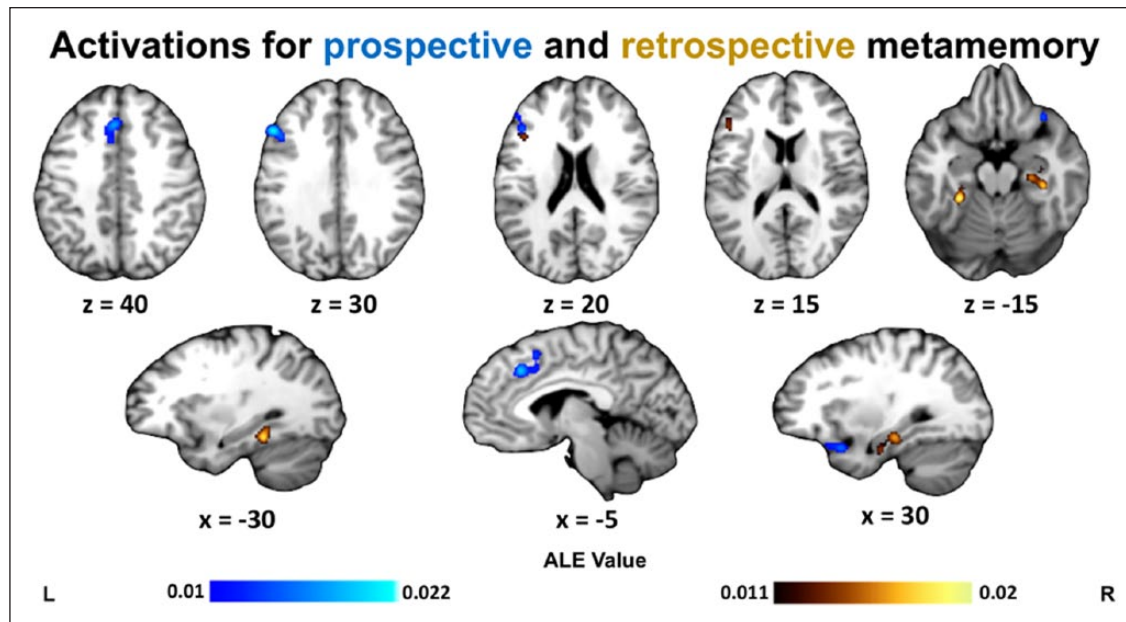 Activations for prospective and retrospective metamemory
z = 40 z = 30 z = 20 z = 15 z = -15
x = -30 x = -5 x = 30
ALE Value
L 0.01 0.022 0.011 0.02 R